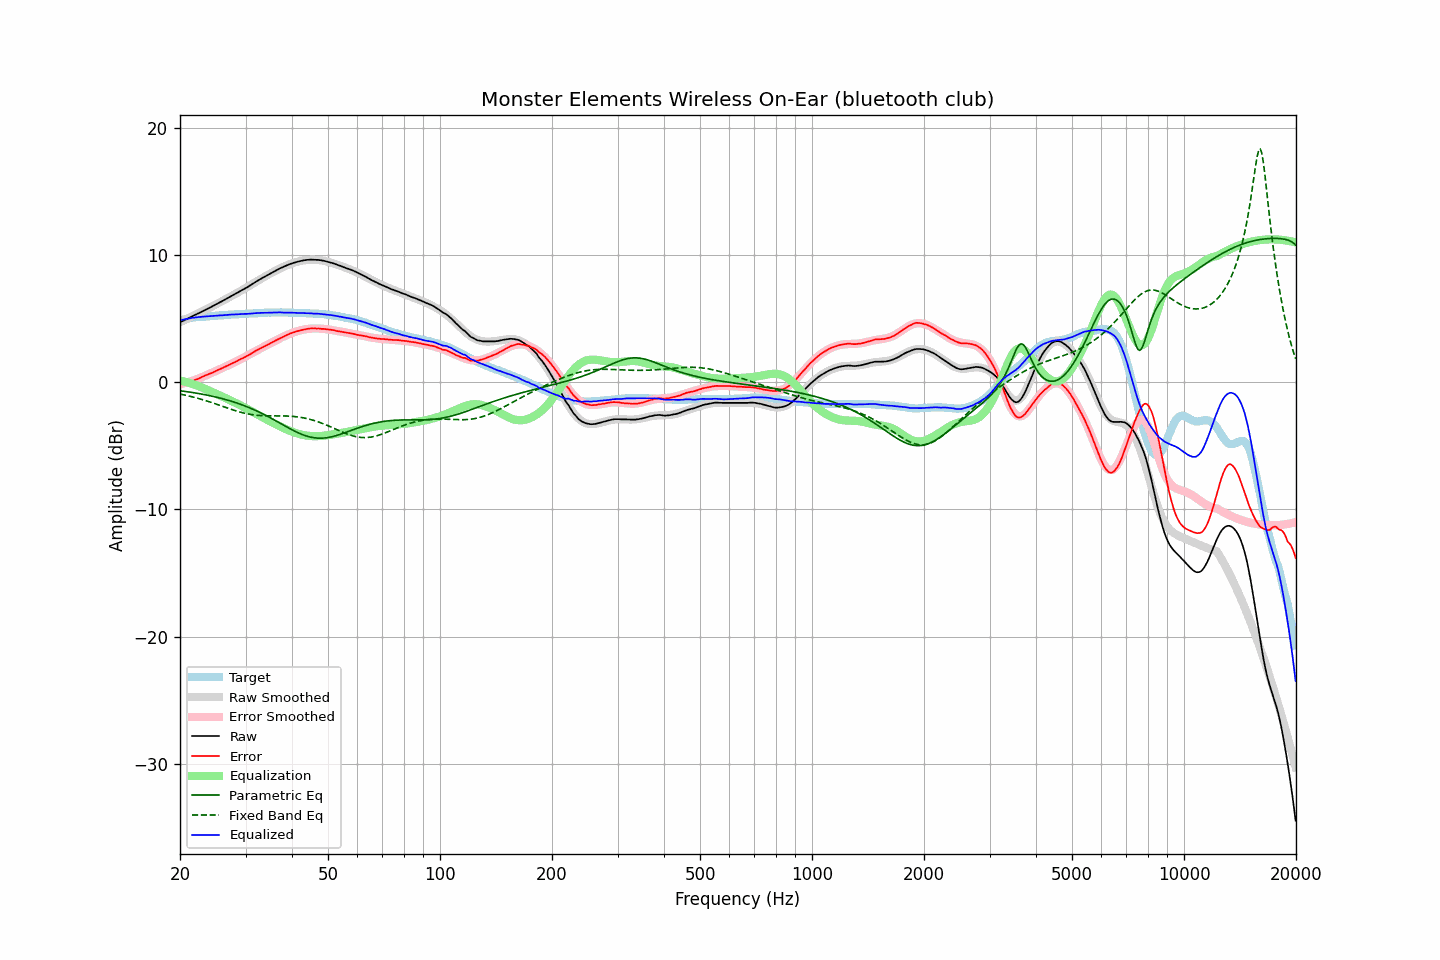 Monster Elements Wireless On-Ear (bluetooth club)
20
10
0
−10
−20
−30
Amplitude (dBr)
Target
Raw Smoothed
Error Smoothed
Raw
Error
Equalization
Parametric Eq
Fixed Band Eq
Equalized
20 50 100 200 500 1000 2000 5000 10000 20000
Frequency (Hz)